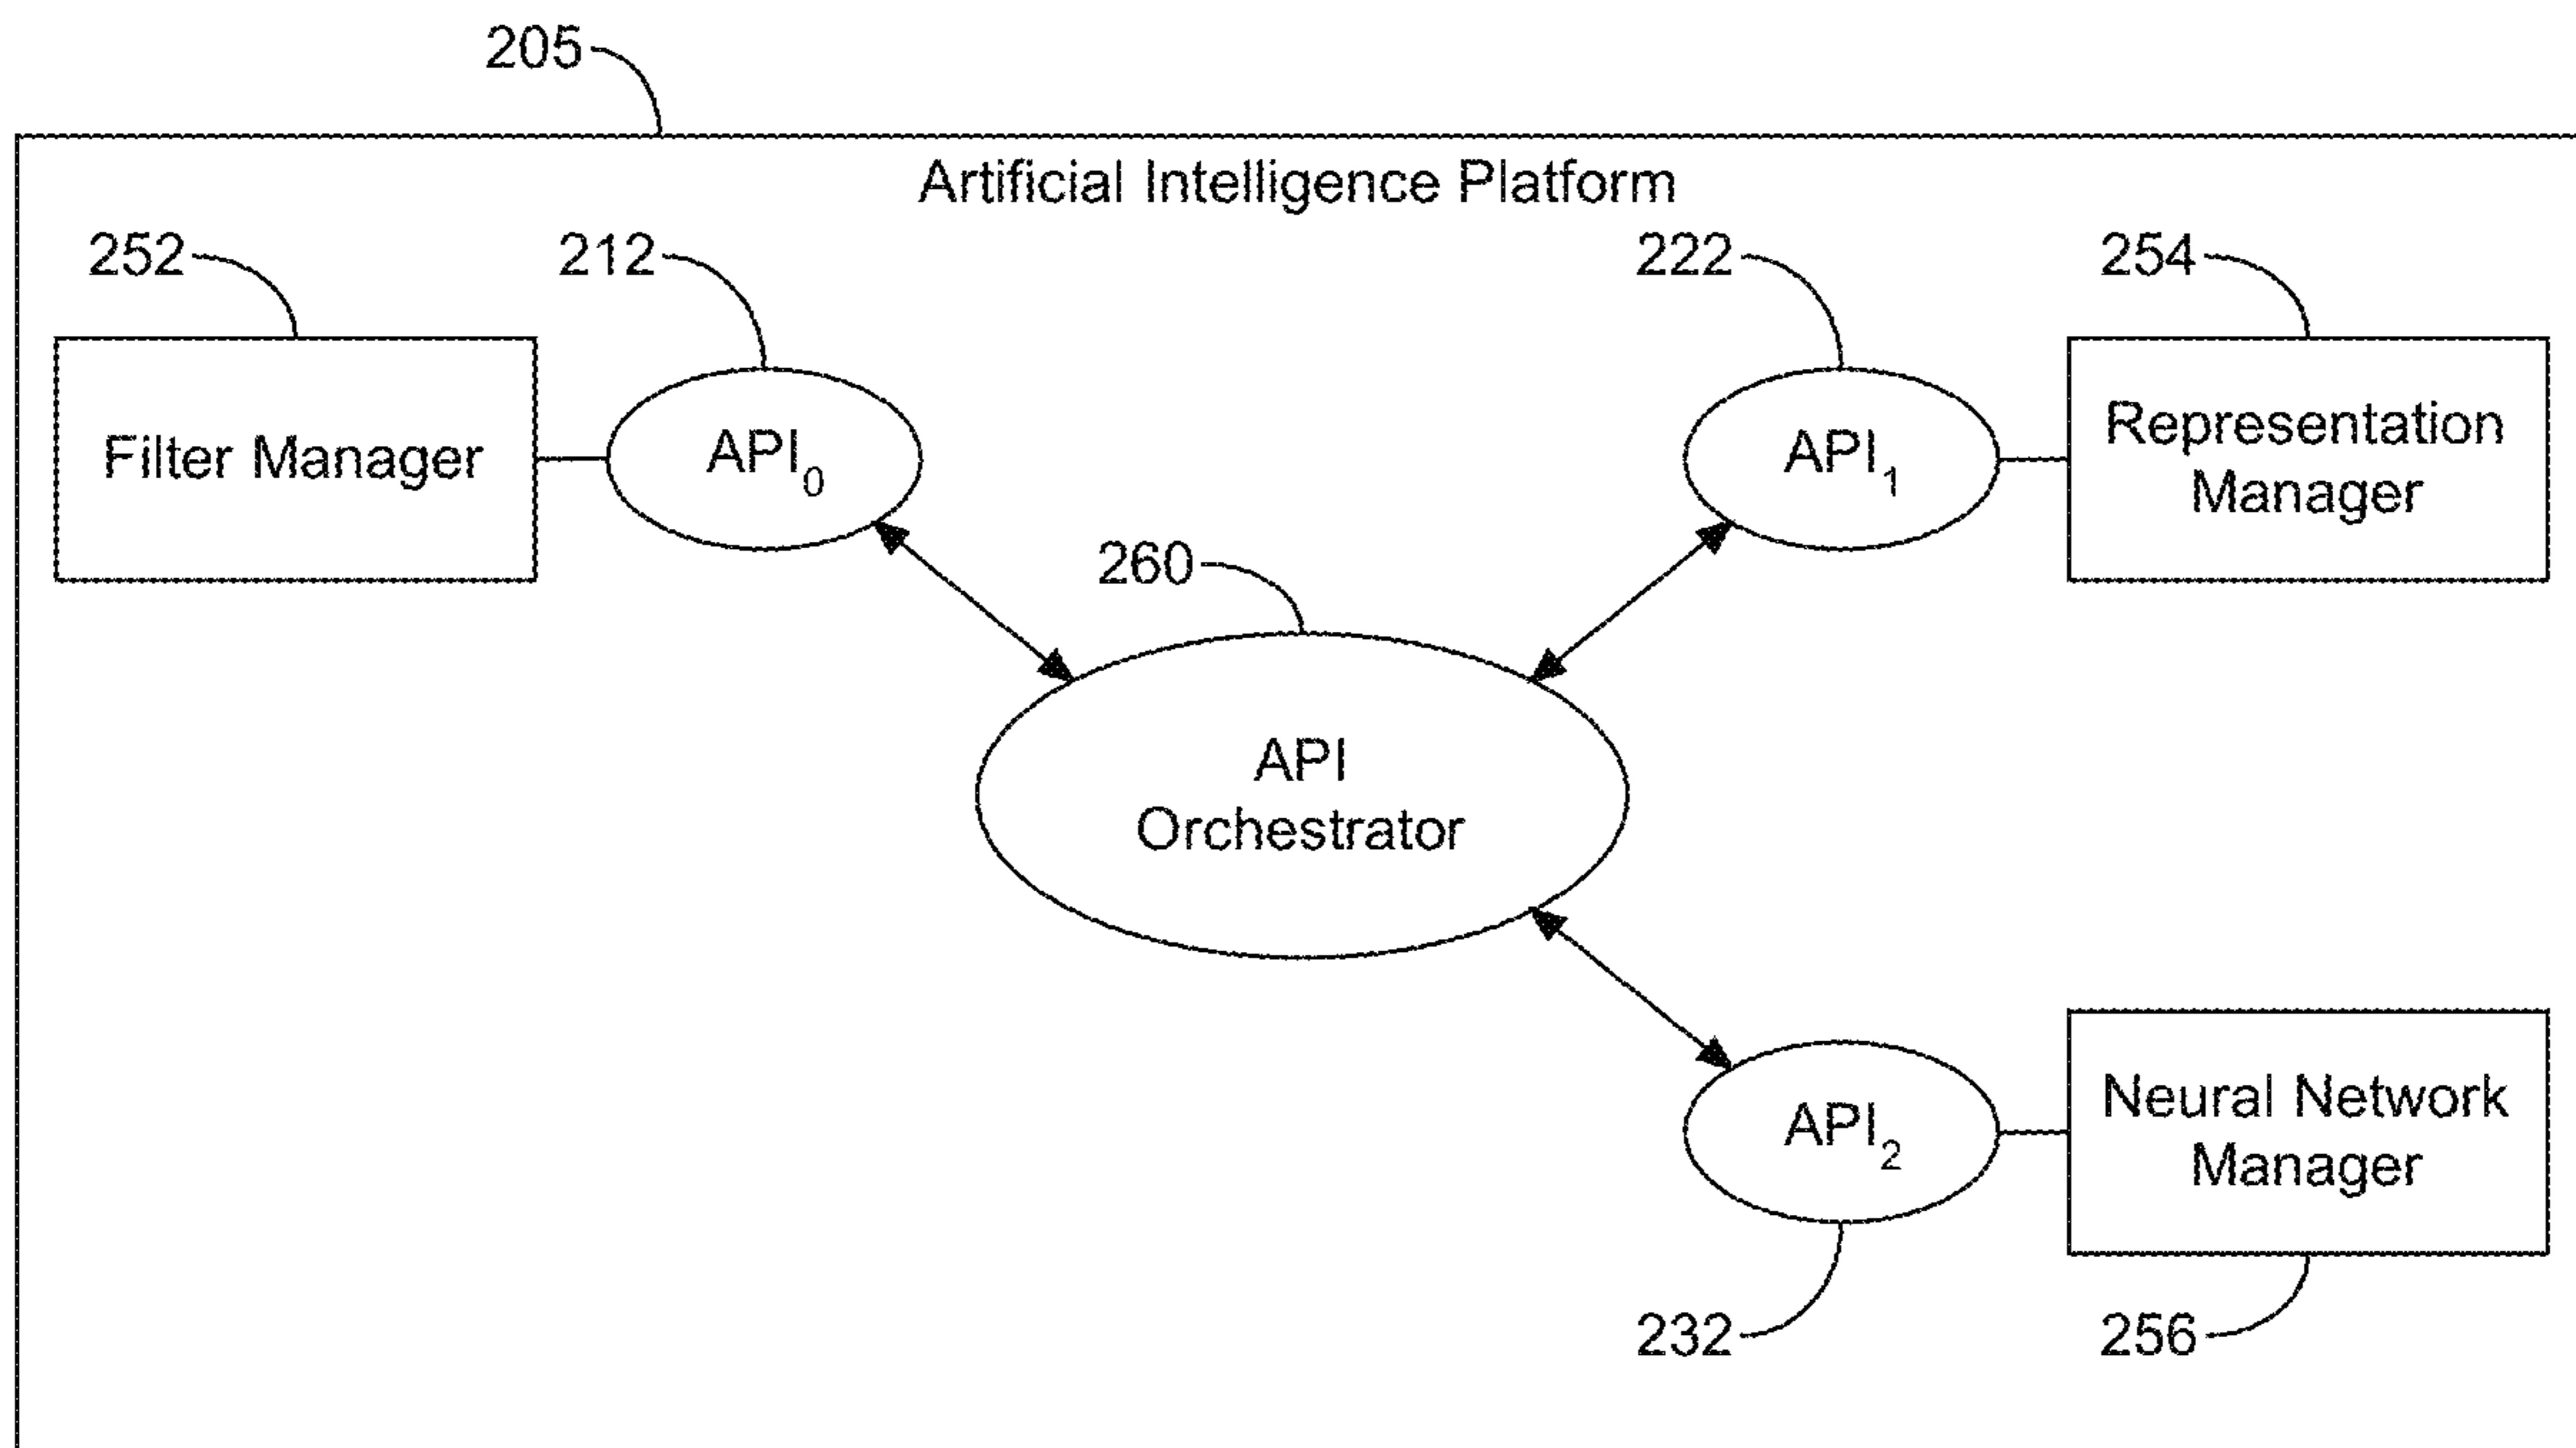 205
Artificial Intelligence Platform
252
212
222
254
Filter Manager
API₀
API₁
Representation
Manager
260
API
Orchestrator
API₂
Neural Network
Manager
232
256